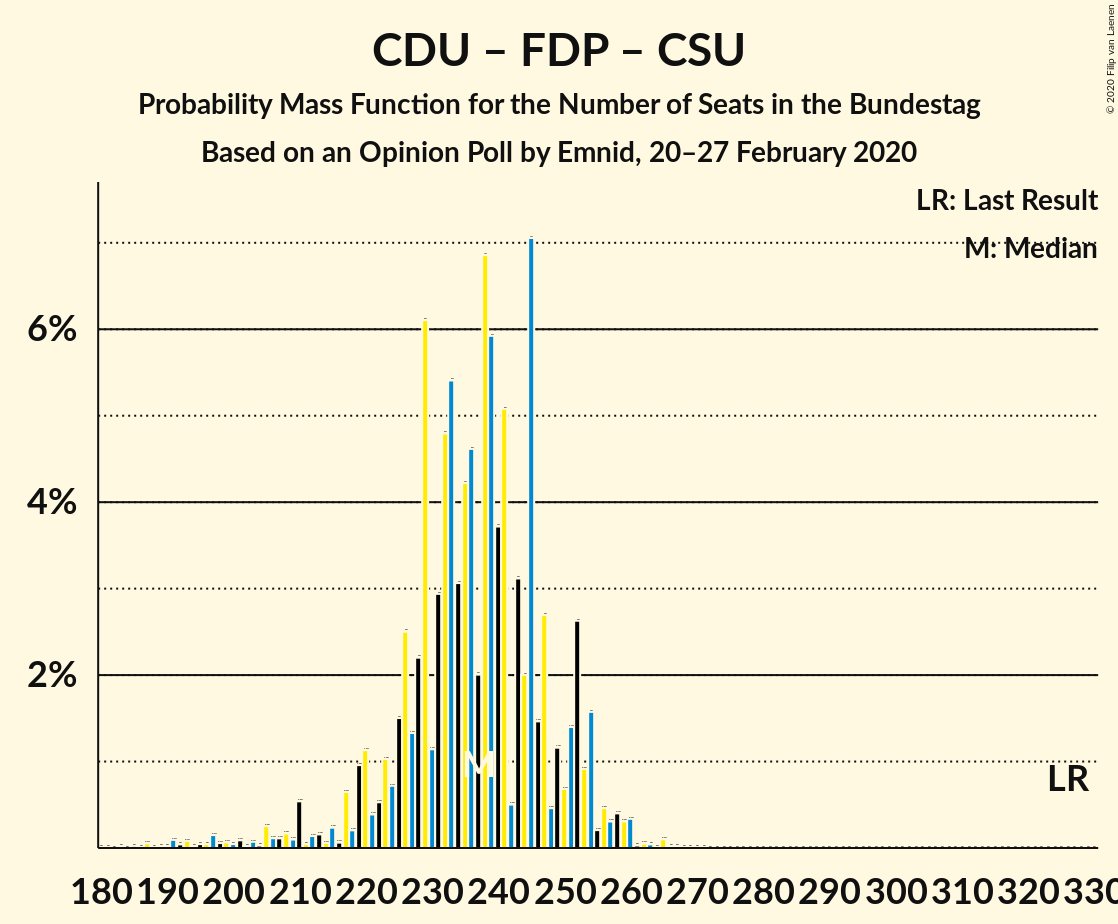 CDU – FDP – CSU
Probability Mass Function for the Number of Seats in the Bundestag
Based on an Opinion Poll by Emnid, 20–27 February 2020
© 2020 Filip van Laenen
LR: Last Result
M: Median
6%
4%
2%
M
LR
180 190 200 210 220 230 240 250 260 270 280 290 300 310 320 330